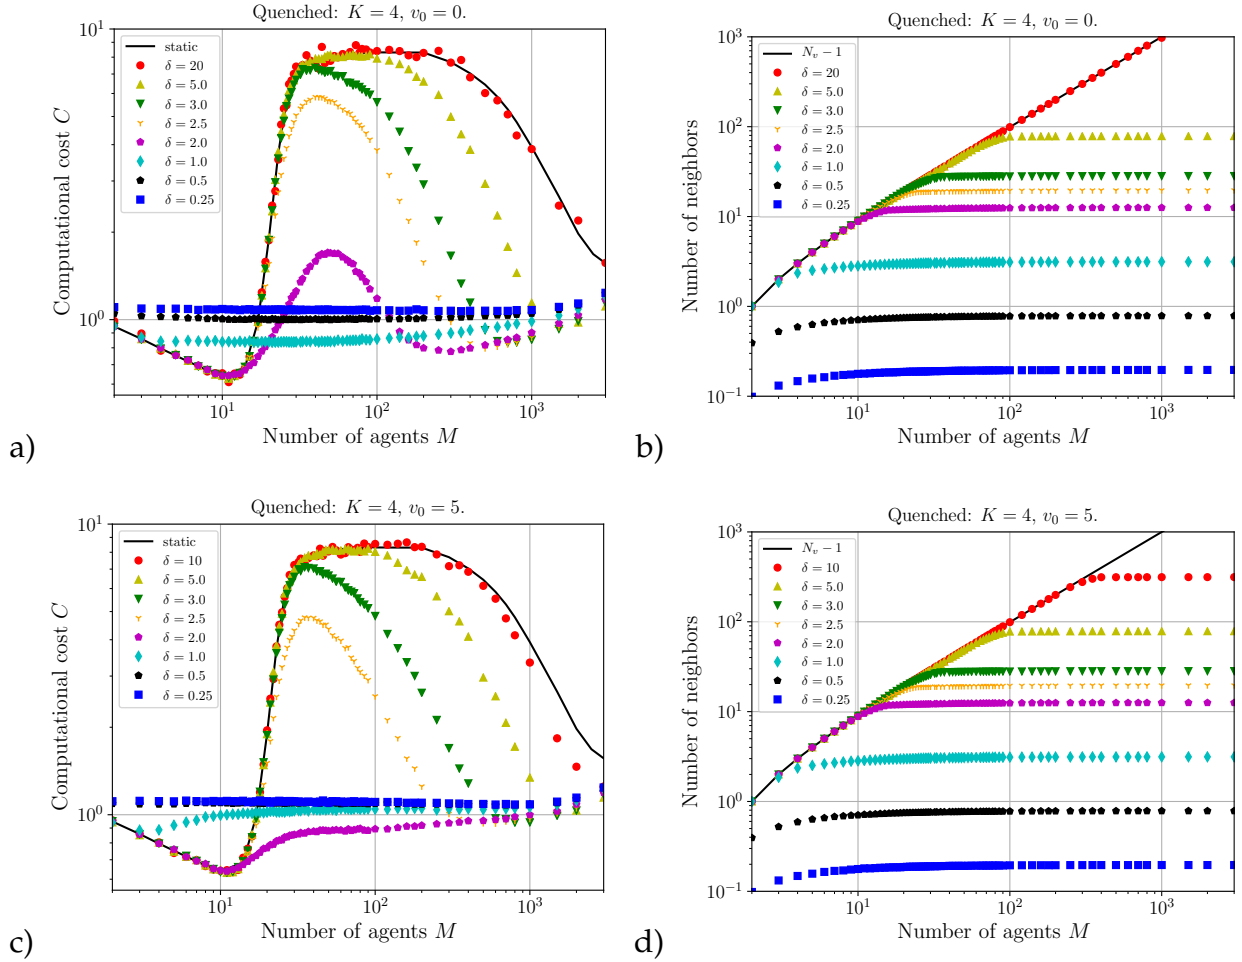 Quenched: K = 4, v₀ = 0.
Computational cost C
10¹
10⁰
static
δ = 20
δ = 5.0
δ = 3.0
δ = 2.5
δ = 2.0
δ = 1.0
δ = 0.5
δ = 0.25
10¹
10²
10³
Number of agents M
a)
Quenched: K = 4, v₀ = 0.
Number of neighbors
10³
10²
10¹
10⁰
10⁻¹
Nᵥ − 1
δ = 20
δ = 5.0
δ = 3.0
δ = 2.5
δ = 2.0
δ = 1.0
δ = 0.5
δ = 0.25
10¹
10²
10³
Number of agents M
b)
Quenched: K = 4, v₀ = 5.
Computational cost C
10¹
10⁰
static
δ = 10
δ = 5.0
δ = 3.0
δ = 2.5
δ = 2.0
δ = 1.0
δ = 0.5
δ = 0.25
10¹
10²
10³
Number of agents M
c)
Quenched: K = 4, v₀ = 5.
Number of neighbors
10³
10²
10¹
10⁰
10⁻¹
Nᵥ − 1
δ = 10
δ = 5.0
δ = 3.0
δ = 2.5
δ = 2.0
δ = 1.0
δ = 0.5
δ = 0.25
10¹
10²
10³
Number of agents M
d)